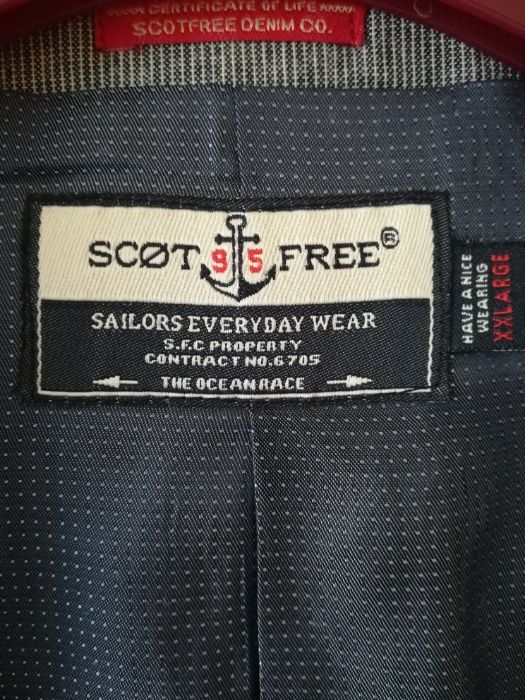 CERTIFICATE OF LIFE
SCOTFREE DENIM CO.
SCØT 95 FREE®
SAILORS EVERYDAY WEAR
S.F.C PROPERTY
CONTRACT NO.6705
THE OCEAN RACE
HAVE A NICE
WEARING
XXLARGE